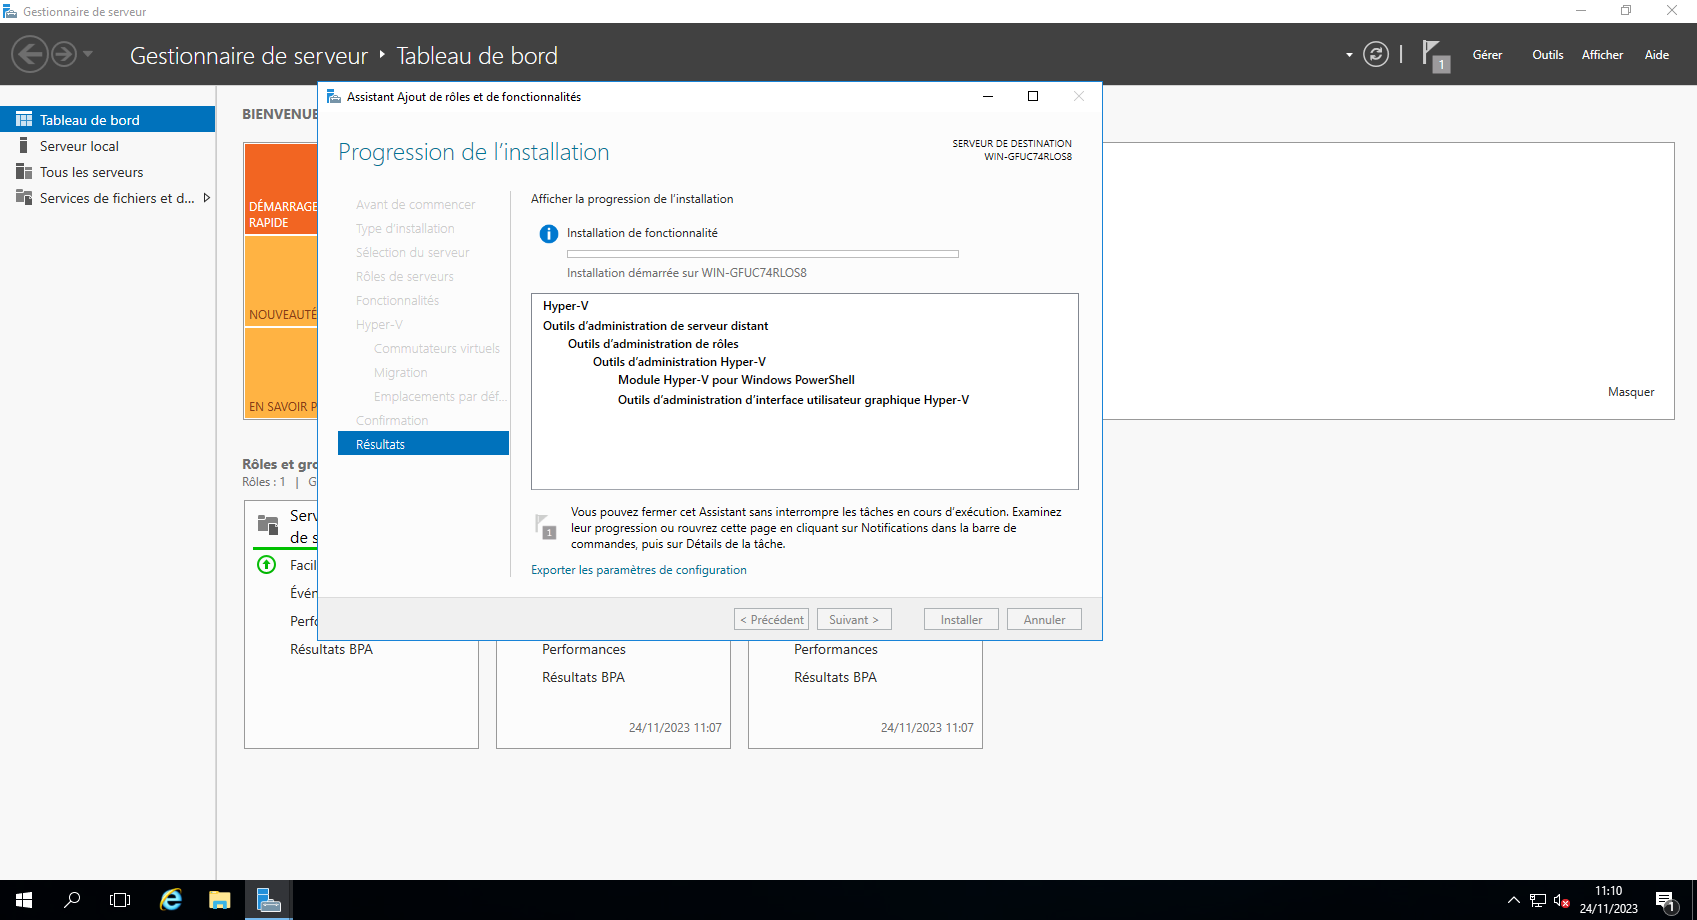 Gestionnaire de serveur
Gestionnaire de serveur
Tableau de bord
1
Gérer
Outils
Afficher
Aide
Tableau de bord
Serveur local
Tous les serveurs
Services de fichiers et d...
BIENVENUE
DÉMARRAGE
RAPIDE
NOUVEAUTÉ
EN SAVOIR P
Masquer
Rôles et gro
Rôles : 1 | G
Serv
de s
Facil
Évén
Perfo
Résultats BPA
Performances
Résultats BPA
24/11/2023 11:07
Performances
Résultats BPA
24/11/2023 11:07
Assistant Ajout de rôles et de fonctionnalités
Progression de l'installation
SERVEUR DE DESTINATION
WIN-GFUC74RLOS8
Avant de commencer
Type d'installation
Sélection du serveur
Rôles de serveurs
Fonctionnalités
Hyper-V
Commutateurs virtuels
Migration
Emplacements par déf...
Confirmation
Résultats
Afficher la progression de l'installation
Installation de fonctionnalité
Installation démarrée sur WIN-GFUC74RLOS8
Hyper-V
Outils d'administration de serveur distant
Outils d'administration de rôles
Outils d'administration Hyper-V
Module Hyper-V pour Windows PowerShell
Outils d'administration d'interface utilisateur graphique Hyper-V
1
Vous pouvez fermer cet Assistant sans interrompre les tâches en cours d'exécution. Examinez
leur progression ou rouvrez cette page en cliquant sur Notifications dans la barre de
commandes, puis sur Détails de la tâche.
Exporter les paramètres de configuration
< Précédent
Suivant >
Installer
Annuler
11:10
24/11/2023
1